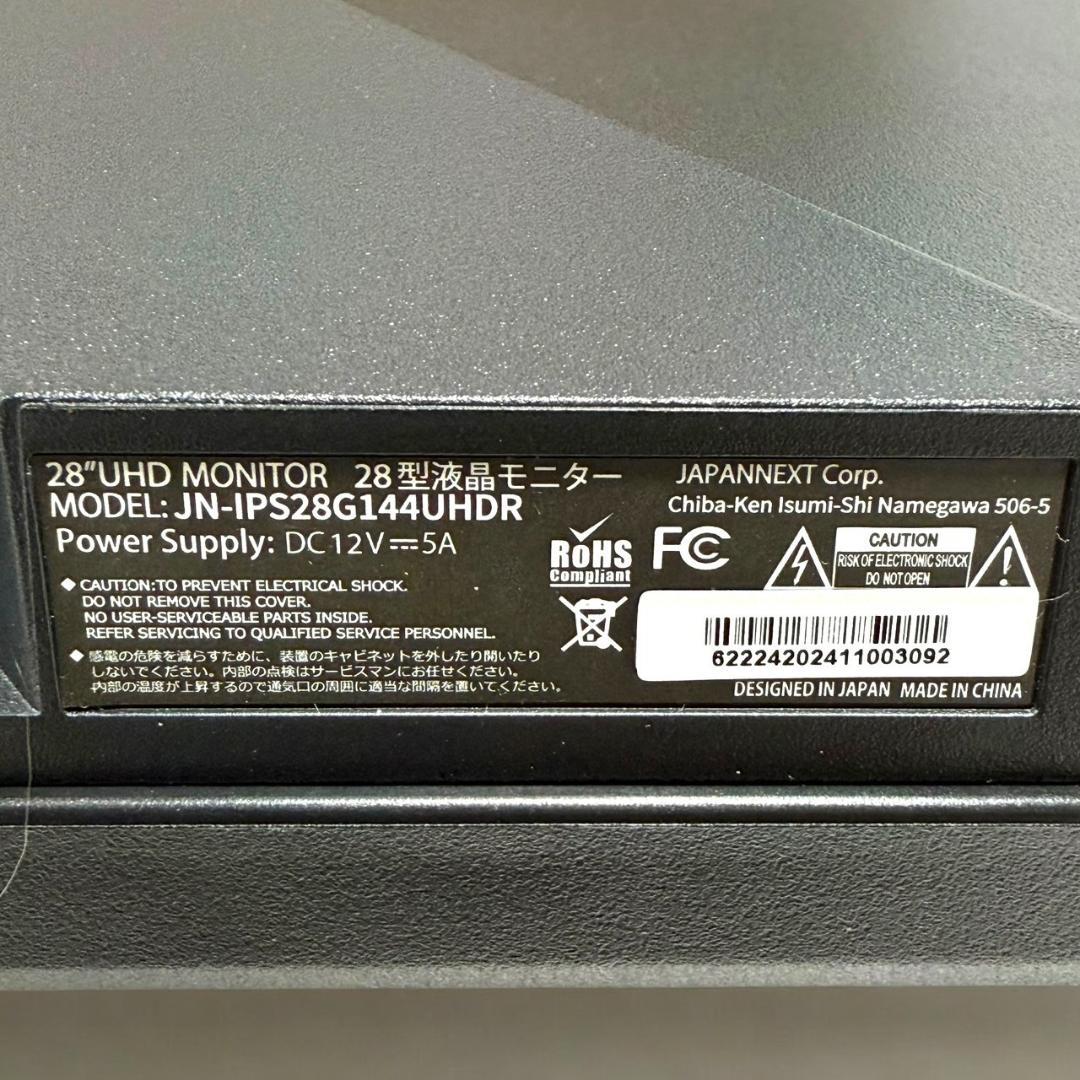 28"UHD MONITOR 28型液晶モニター
MODEL: JN-IPS28G144UHDR
Power Supply: DC12V⎓5A
◆ CAUTION:TO PREVENT ELECTRICAL SHOCK.
DO NOT REMOVE THIS COVER.
NO USER-SERVICEABLE PARTS INSIDE.
REFER SERVICING TO QUALIFIED SERVICE PERSONNEL.
◆ 感電の危険を減らすために、装置のキャビネットを外したり開いたり
しないでください。内部の点検はサービスマンにお任せください。
内部の温度が上昇するので通気口の周囲に適当な間隔を置いてください。
RoHS
Compliant
FC
JAPANNEXT Corp.
Chiba-Ken Isumi-Shi Namegawa 506-5
CAUTION
RISK OF ELECTRONIC SHOCK
DO NOT OPEN
62224202411003092
DESIGNED IN JAPAN MADE IN CHINA